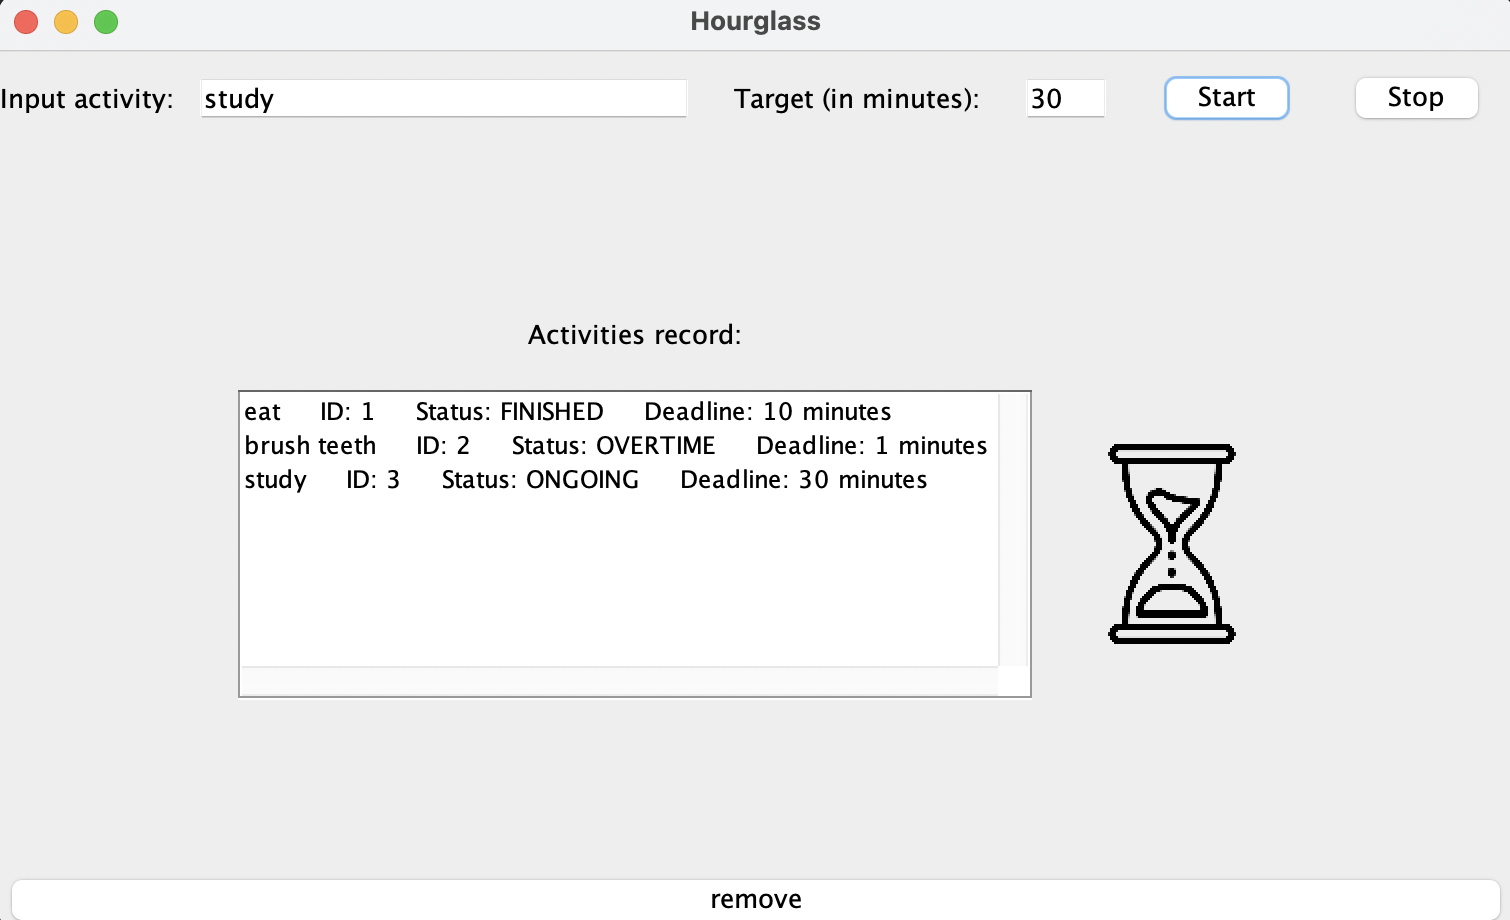 Hourglass
Input activity: study Target (in minutes): 30 Start Stop
Activities record:
eat ID: 1 Status: FINISHED Deadline: 10 minutes
brush teeth ID: 2 Status: OVERTIME Deadline: 1 minutes
study ID: 3 Status: ONGOING Deadline: 30 minutes
remove